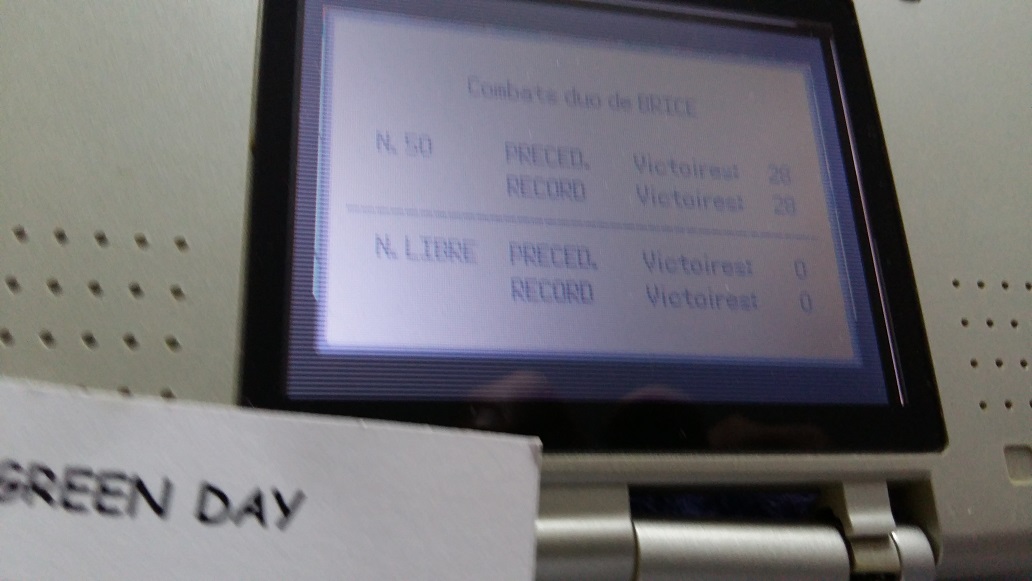 Combats duo de BRICE
N. 50 PRECED. Victoires: 28
RECORD Victoires: 28
N. LIBRE PRECED. Victoires: 0
RECORD Victoires: 0
GREEN DAY